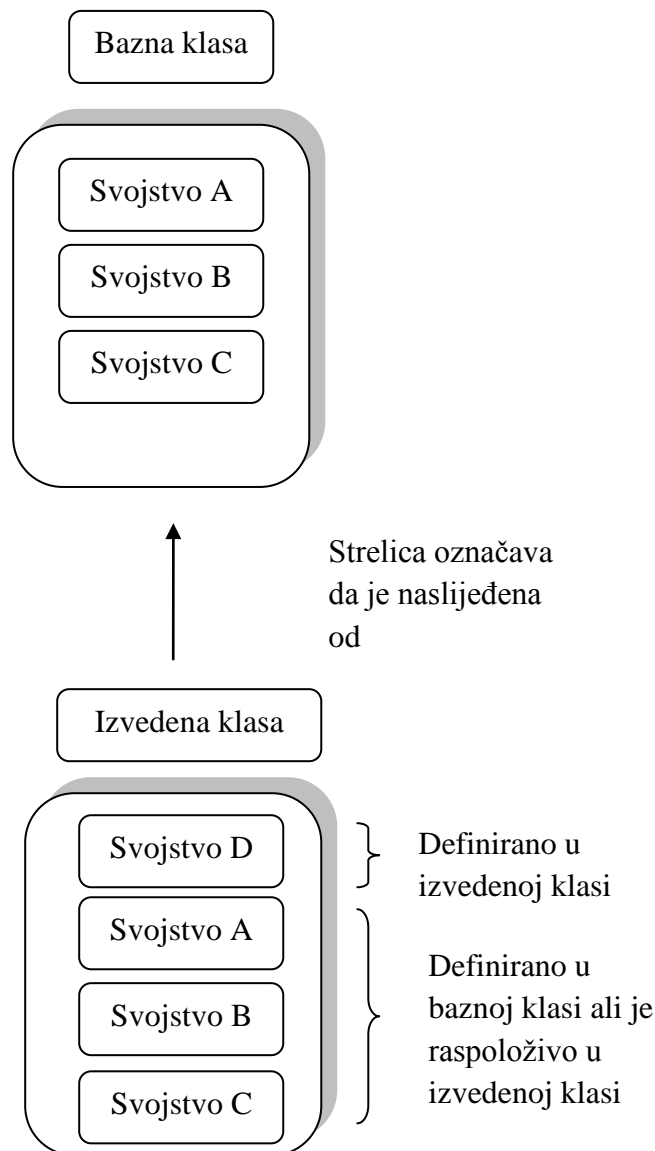 Bazna klasa
Svojstvo A
Svojstvo B
Svojstvo C
Strelica označava
da je naslijeđena
od
Izvedena klasa
Svojstvo D
Definirano u
izvedenoj klasi
Svojstvo A
Svojstvo B
Svojstvo C
Definirano u
baznoj klasi ali je
raspoloživo u
izvedenoj klasi